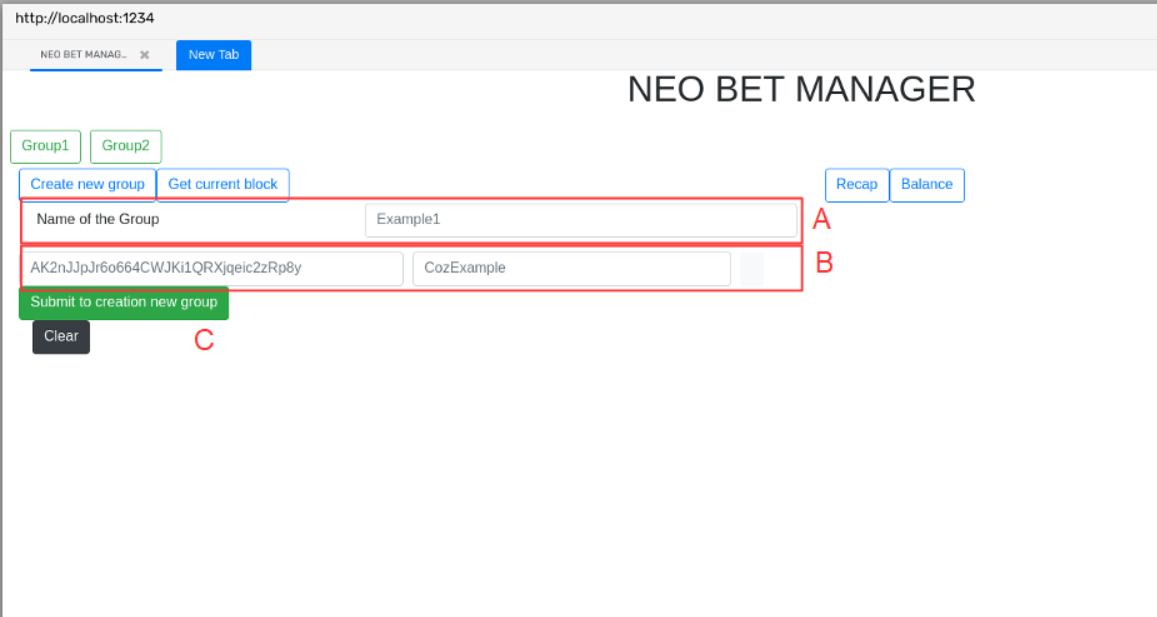 http://localhost:1234
NEO BET MANAG... ✖ New Tab
NEO BET MANAGER
Group1 Group2
Create new group Get current block Recap Balance
Name of the Group Example1 A
AK2nJJpJr6o664CWJKi1QRXjqeic2zRp8y CozExample B
Submit to creation new group
Clear C